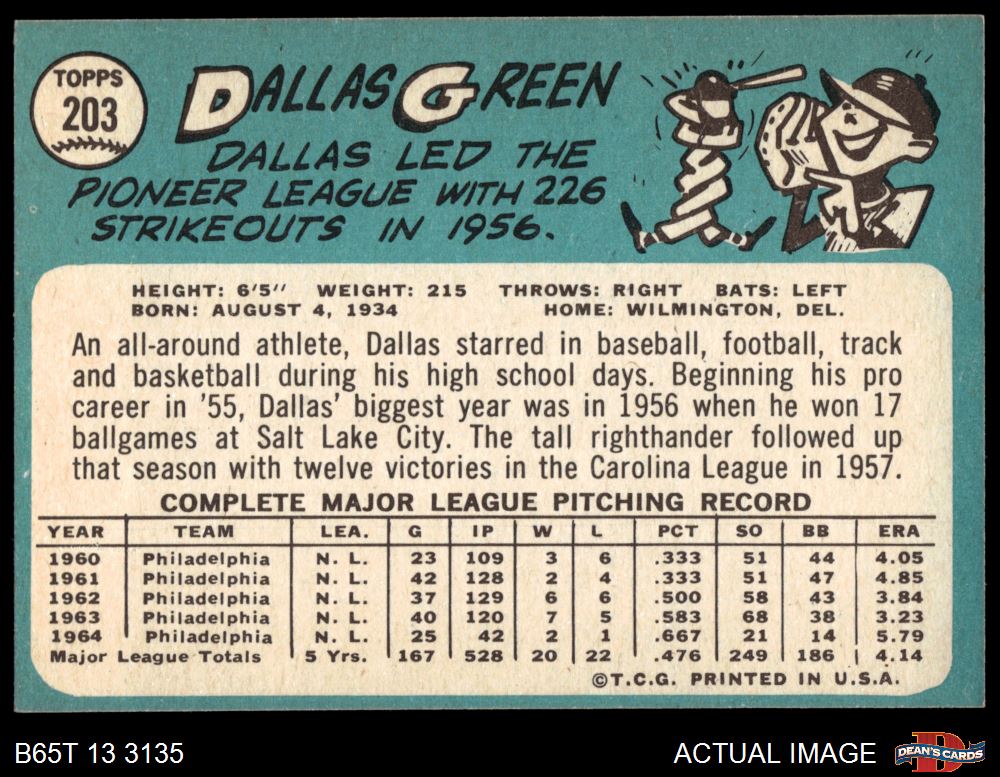 TOPPS
203
DALLAS GREEN
DALLAS LED THE
PIONEER LEAGUE WITH 226
STRIKEOUTS IN 1956.
HEIGHT: 6'5" WEIGHT: 215 THROWS: RIGHT BATS: LEFT
BORN: AUGUST 4, 1934 HOME: WILMINGTON, DEL.
An all-around athlete, Dallas starred in baseball, football, track
and basketball during his high school days. Beginning his pro
career in '55, Dallas' biggest year was in 1956 when he won 17
ballgames at Salt Lake City. The tall righthander followed up
that season with twelve victories in the Carolina League in 1957.
COMPLETE MAJOR LEAGUE PITCHING RECORD
YEAR TEAM LEA. G IP W L PCT SO BB ERA
1960 Philadelphia N. L. 23 109 3 6 .333 51 44 4.05
1961 Philadelphia N. L. 42 128 2 4 .333 51 47 4.85
1962 Philadelphia N. L. 37 129 6 6 .500 58 43 3.84
1963 Philadelphia N. L. 40 120 7 5 .583 68 38 3.23
1964 Philadelphia N. L. 25 42 2 1 .667 21 14 5.79
Major League Totals 5 Yrs. 167 528 20 22 .476 249 186 4.14
©T.C.G. PRINTED IN U.S.A.
B65T 13 3135 ACTUAL IMAGE DEAN'S CARDS